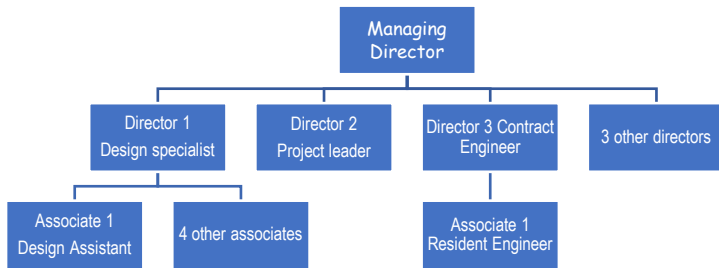 Managing
Director
Director 1
Design specialist
Director 2
Project leader
Director 3 Contract
Engineer
3 other directors
Associate 1
Design Assistant
4 other associates
Associate 1
Resident Engineer